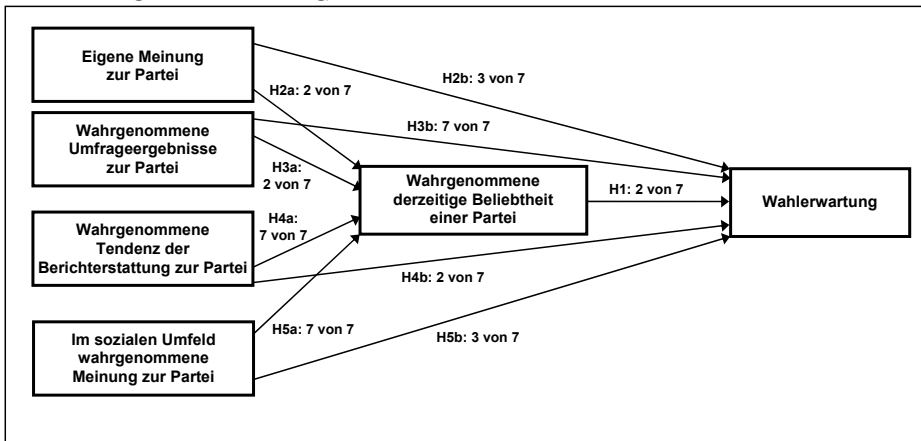 Eigene Meinung
zur Partei
H2b: 3 von 7
H2a: 2 von 7
Wahrgenommene
Umfrageergebnisse
zur Partei
H3b: 7 von 7
H3a:
2 von 7
Wahrgenommene
derzeitige Beliebtheit
einer Partei
H1: 2 von 7
Wahlerwartung
Wahrgenommene
Tendenz der
Berichterstattung zur Partei
H4a:
7 von 7
H4b: 2 von 7
Im sozialen Umfeld
wahrgenommene
Meinung zur Partei
H5a: 7 von 7
H5b: 3 von 7